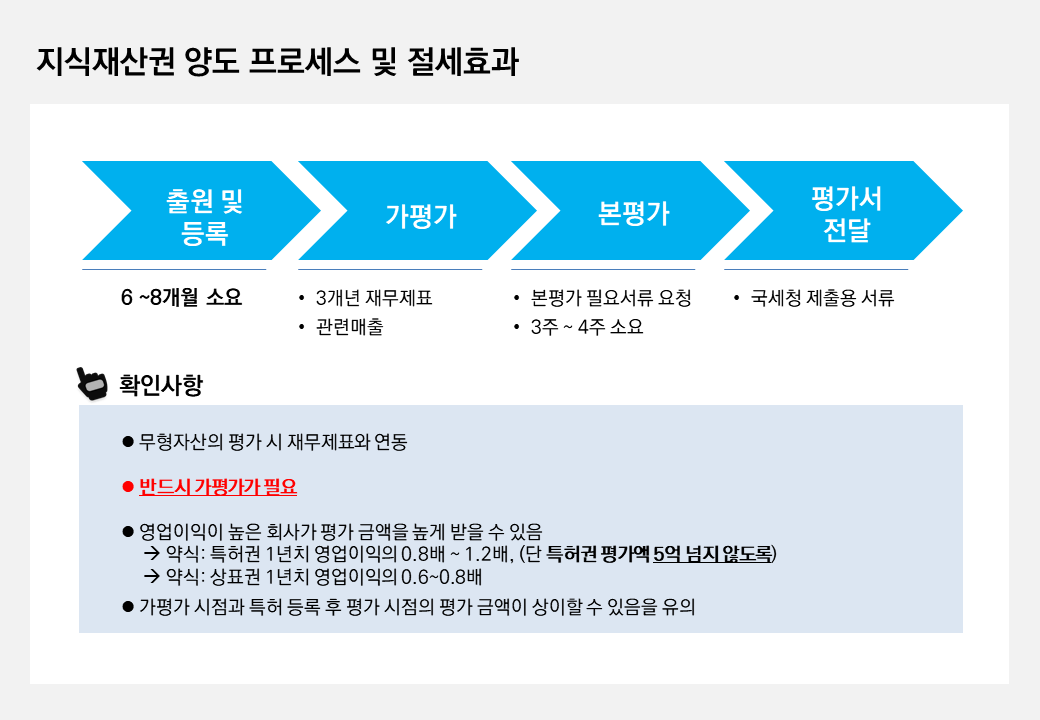 지식재산권 양도 프로세스 및 절세효과
출원 및
등록
가평가
본평가
평가서
전달
6 ~8개월 소요
• 3개년 재무제표
• 관련매출
• 본평가 필요서류 요청
• 3주 ~ 4주 소요
• 국세청 제출용 서류
확인사항
● 무형자산의 평가 시 재무제표와 연동
● 반드시 가평가가 필요
● 영업이익이 높은 회사가 평가 금액을 높게 받을 수 있음
→ 약식: 특허권 1년치 영업이익의 0.8배 ~ 1.2배, (단 특허권 평가액 5억 넘지 않도록)
→ 약식: 상표권 1년치 영업이익의 0.6~0.8배
● 가평가 시점과 특허 등록 후 평가 시점의 평가 금액이 상이할 수 있음을 유의